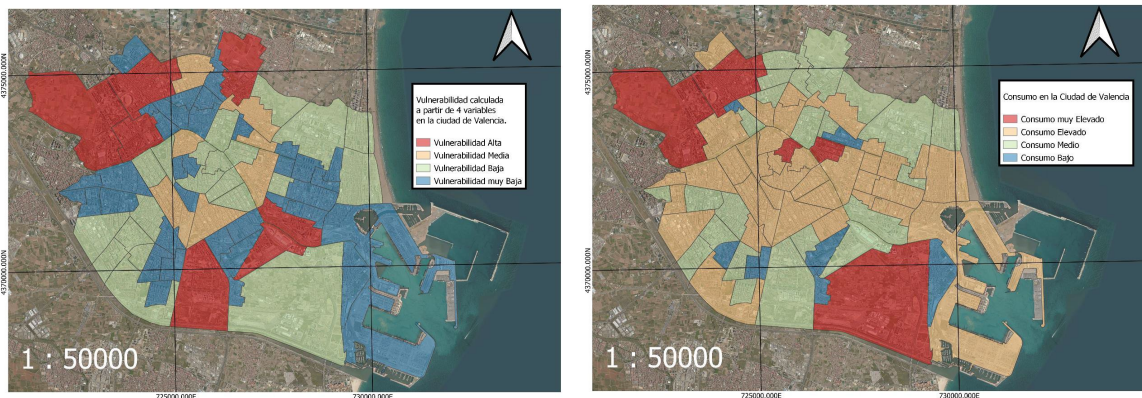 4375000.000N
4370000.000N
Vulnerabilidad calculada
a partir de 4 variables
en la ciudad de Valencia.
Vulnerabilidad Alta
Vulnerabilidad Media
Vulnerabilidad Baja
Vulnerabilidad muy Baja
1 : 50000
725000.000E
730000.000E
4375000.000N
4370000.000N
Consumo en la Ciudad de Valencia
Consumo muy Elevado
Consumo Elevado
Consumo Medio
Consumo Bajo
1 : 50000
725000.000E
730000.000E